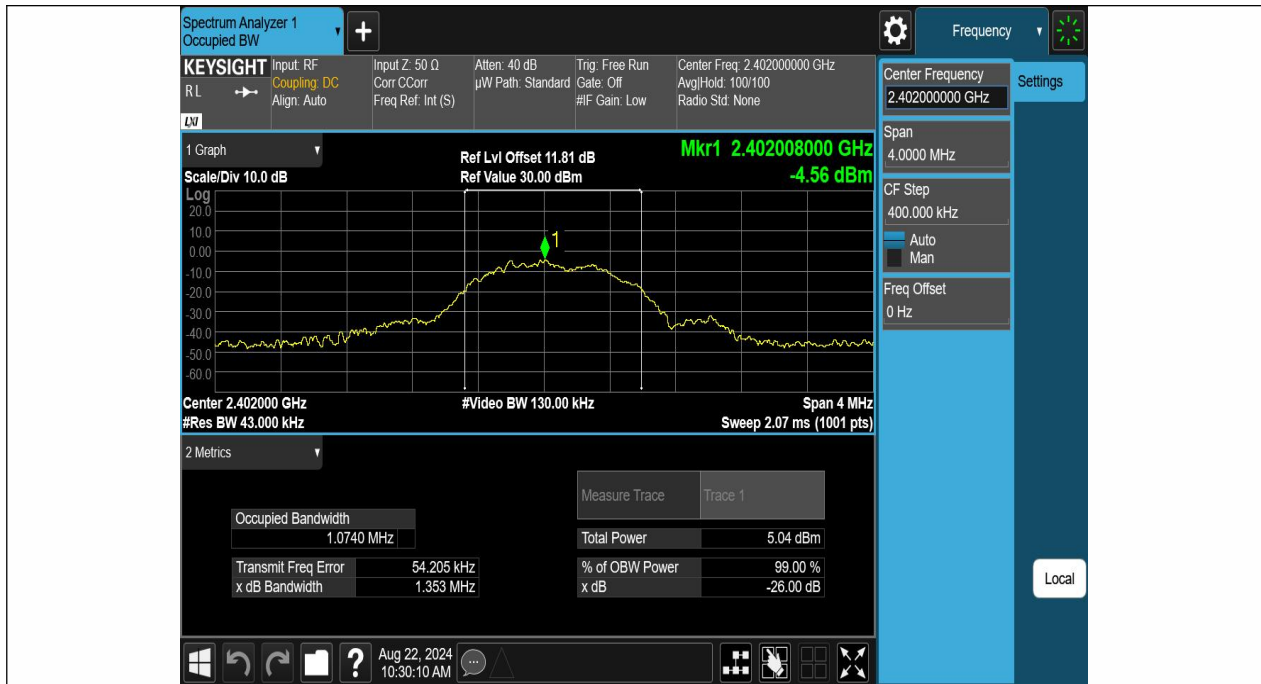 Spectrum Analyzer 1
Occupied BW
+
Frequency
KEYSIGHT
RL
LXI
Input: RF
Coupling: DC
Align: Auto
Input Z: 50 Ω
Corr CCorr
Freq Ref: Int (S)
Atten: 40 dB
µW Path: Standard
Trig: Free Run
Gate: Off
#IF Gain: Low
Center Freq: 2.402000000 GHz
Avg|Hold: 100/100
Radio Std: None
1 Graph
Scale/Div 10.0 dB
Ref Lvl Offset 11.81 dB
Ref Value 30.00 dBm
Mkr1 2.402008000 GHz
-4.56 dBm
Log
20.0
10.0
0.00
-10.0
-20.0
-30.0
-40.0
-50.0
-60.0
1
Center 2.402000 GHz
#Res BW 43.000 kHz
#Video BW 130.00 kHz
Span 4 MHz
Sweep 2.07 ms (1001 pts)
2 Metrics
Measure Trace Trace 1
Occupied Bandwidth
1.0740 MHz
Total Power 5.04 dBm
Transmit Freq Error 54.205 kHz
% of OBW Power 99.00 %
x dB Bandwidth 1.353 MHz
x dB -26.00 dB
Center Frequency
2.402000000 GHz
Settings
Span
4.0000 MHz
CF Step
400.000 kHz
Auto
Man
Freq Offset
0 Hz
Local
?
Aug 22, 2024
10:30:10 AM